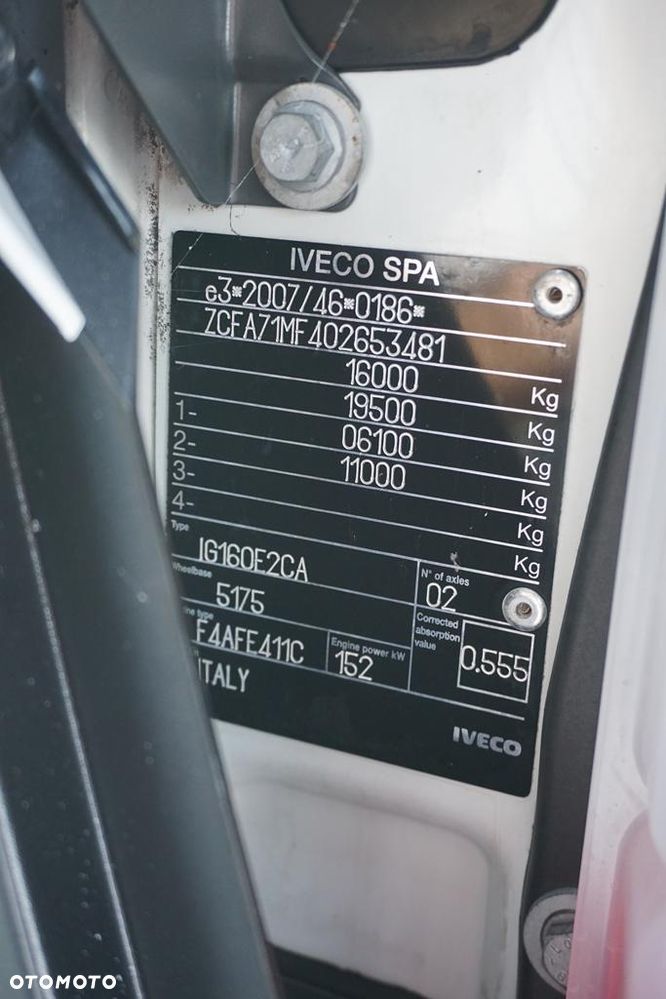 IVECO SPA
e3*2007/46*0186*
ZCFA71MF402653481
16000 Kg
1- 19500 Kg
2- 06100 Kg
3- 11000 Kg
4- Kg
Kg
Type
IG160E2CA
N° of axles
02
Wheelbase
5175
Corrected absorption value
0.555
type
F4AFE411C
Engine power kW
152
ITALY
IVECO
OTOMOTO